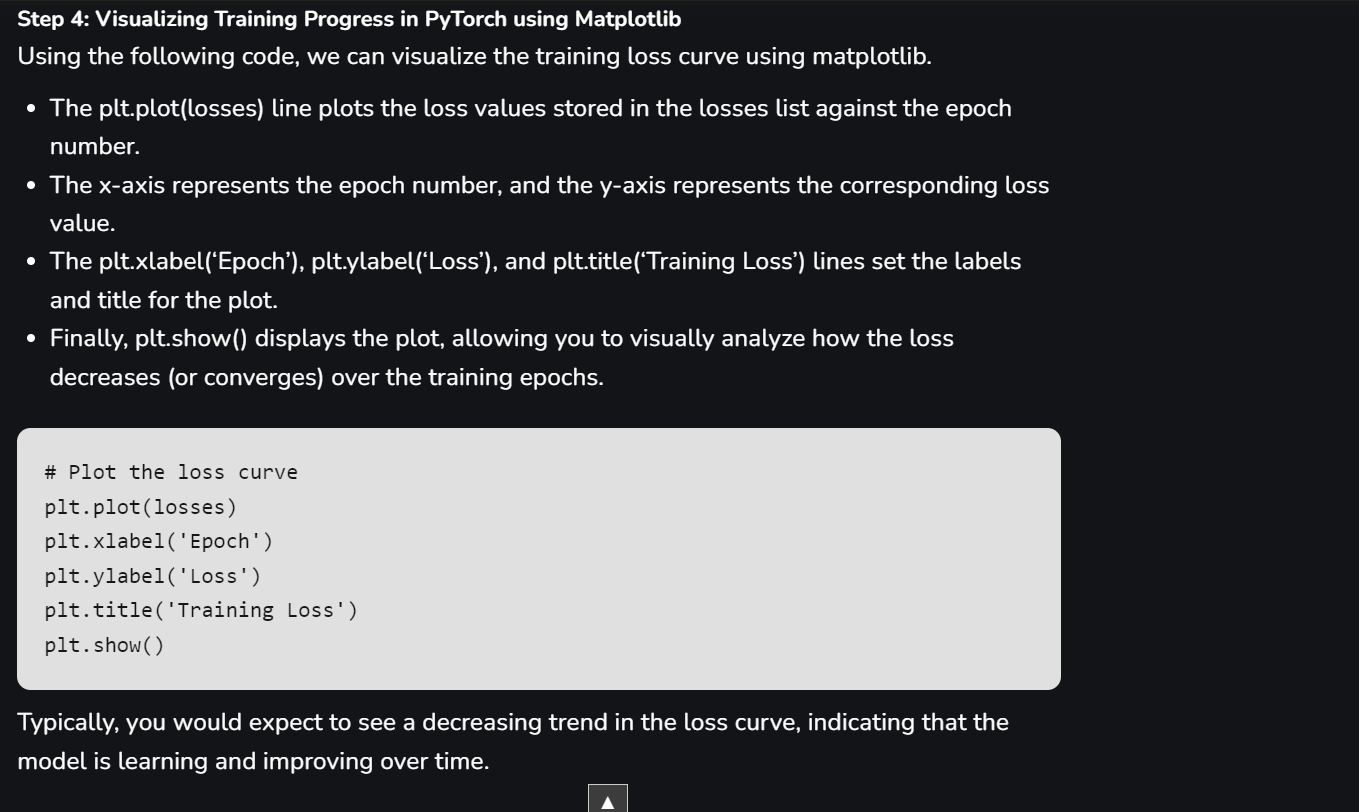 Step 4: Visualizing Training Progress in PyTorch using Matplotlib
Using the following code, we can visualize the training loss curve using matplotlib.
• The plt.plot(losses) line plots the loss values stored in the losses list against the epoch
number.
• The x-axis represents the epoch number, and the y-axis represents the corresponding loss
value.
• The plt.xlabel(‘Epoch’), plt.ylabel(‘Loss’), and plt.title(‘Training Loss’) lines set the labels
and title for the plot.
• Finally, plt.show() displays the plot, allowing you to visually analyze how the loss
decreases (or converges) over the training epochs.
# Plot the loss curve
plt.plot(losses)
plt.xlabel('Epoch')
plt.ylabel('Loss')
plt.title('Training Loss')
plt.show()
Typically, you would expect to see a decreasing trend in the loss curve, indicating that the
model is learning and improving over time.